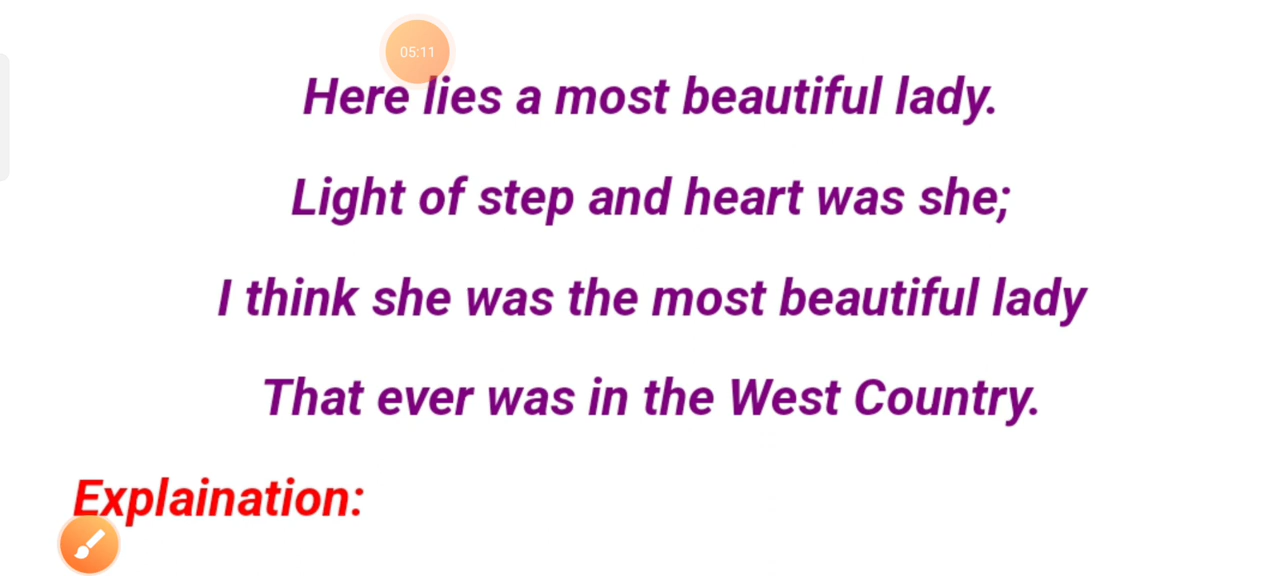 05:11
Here lies a most beautiful lady.
Light of step and heart was she;
I think she was the most beautiful lady
That ever was in the West Country.
Explaination: